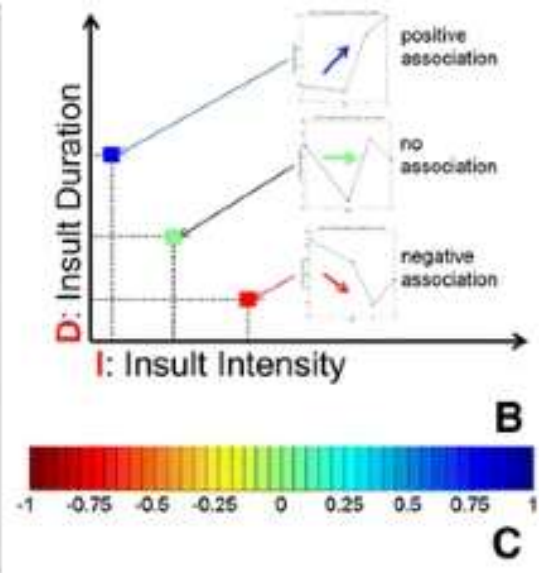 positive
association
no
association
negative
association
D: Insult Duration
I: Insult Intensity
B
-1 -0.75 -0.5 -0.25 0 0.25 0.5 0.75 1
C